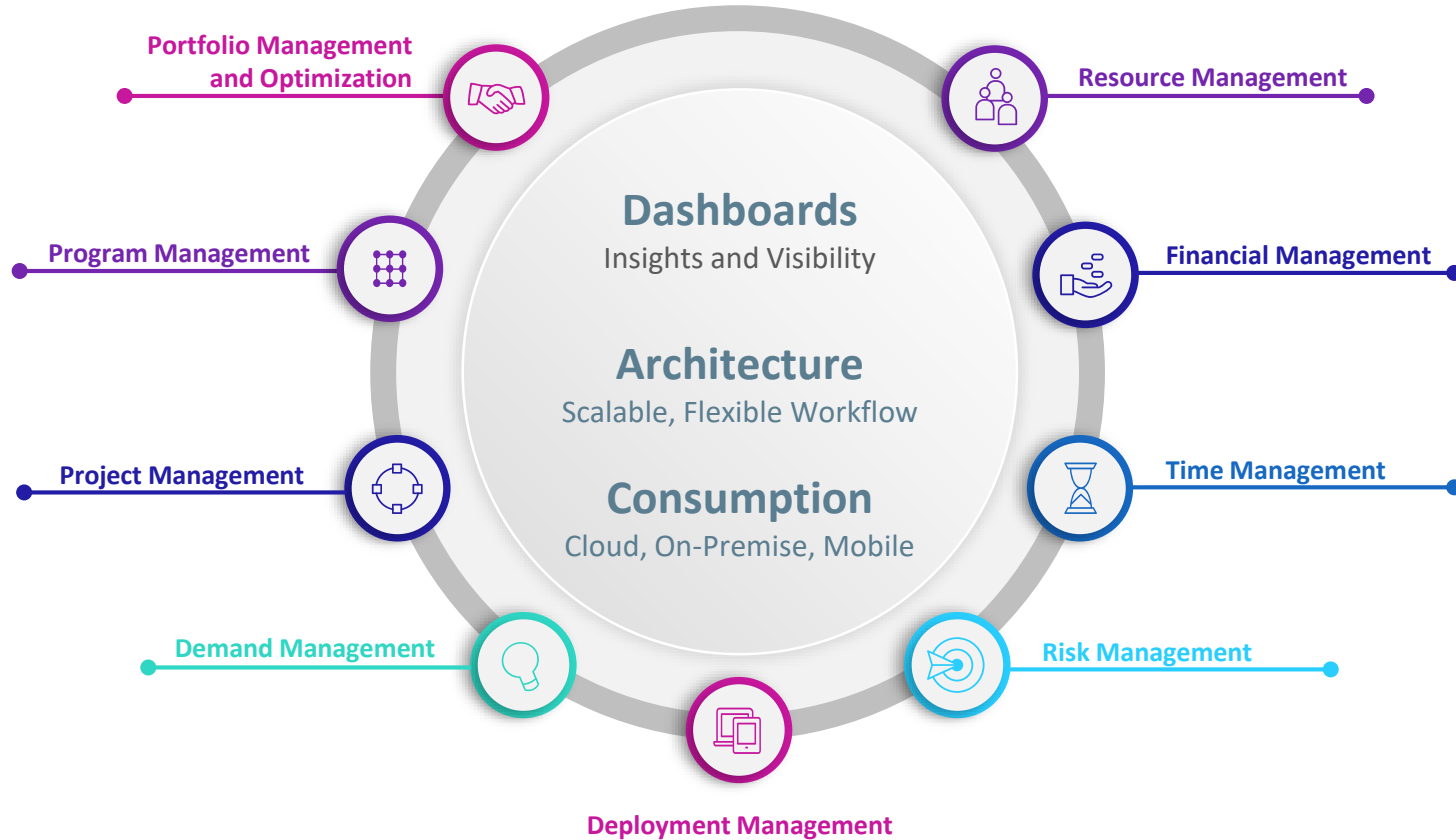 Portfolio Management
and Optimization
Resource Management
Program Management
Financial Management
Project Management
Time Management
Demand Management
Risk Management
Deployment Management
Dashboards
Insights and Visibility
Architecture
Scalable, Flexible Workflow
Consumption
Cloud, On-Premise, Mobile